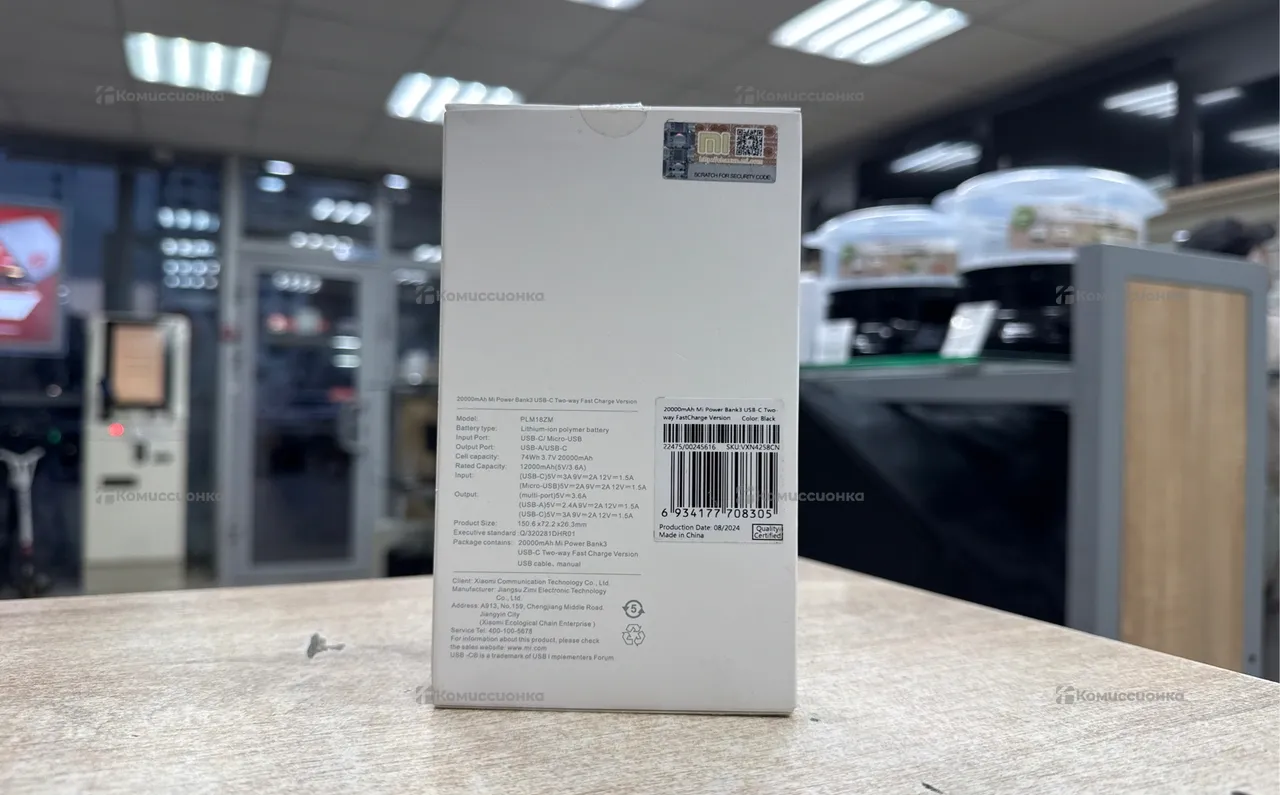 mi
SCRATCH FOR SECURITY CODE
20000mAh Mi Power Bank3 USB-C Two-way Fast Charge Version
Model: PLM18ZM
Battery type: Lithium-ion polymer battery
Input Port: USB-C/ Micro-USB
Output Port: USB-A/USB-C
Cell capacity: 74Wh 3.7V 20000mAh
Rated Capacity: 12000mAh(5V/3.6A)
Input: (USB-C)5V⎓3A 9V⎓2A 12V⎓1.5A
(Micro-USB)5V⎓2A 9V⎓2A 12V⎓1.5A
Output: (multi-port)5V⎓3.6A
(USB-A)5V⎓2.4A 9V⎓2A 12V⎓1.5A
(USB-C)5V⎓3A 9V⎓2A 12V⎓1.5A
Product Size: 150.6x72.2x26.3mm
Executive standard :Q/320281DHR01
Package contains: 20000mAh Mi Power Bank3
USB-C Two-way Fast Charge Version
USB cable、manual
Client: Xiaomi Communication Technology Co., Ltd.
Manufacturer: Jiangsu Zimi Electronic Technology
Co., Ltd.
Address: A913, No,159, Chengjiang Middle Road
Jiangyin City
(Xiaomi Ecological Chain Enterprise )
Service Tel: 400-100-5678
For information about this product, please check
the sales website: www.mi.com
USB -C® is a trademark of USB I mplementers Forum
5
20000mAh Mi Power Bank3 USB-C Two-
way FastCharge Version Color: Black
22475/00245616 SKU:VXN4258CN
6 934177 708305
Production Date: 08/2024
Made in China
Quality
Certified
Комиссионка
Комиссионка
Комиссионка
Комиссионка
Комиссионка
Комиссионка
Комиссионка
Комиссионка